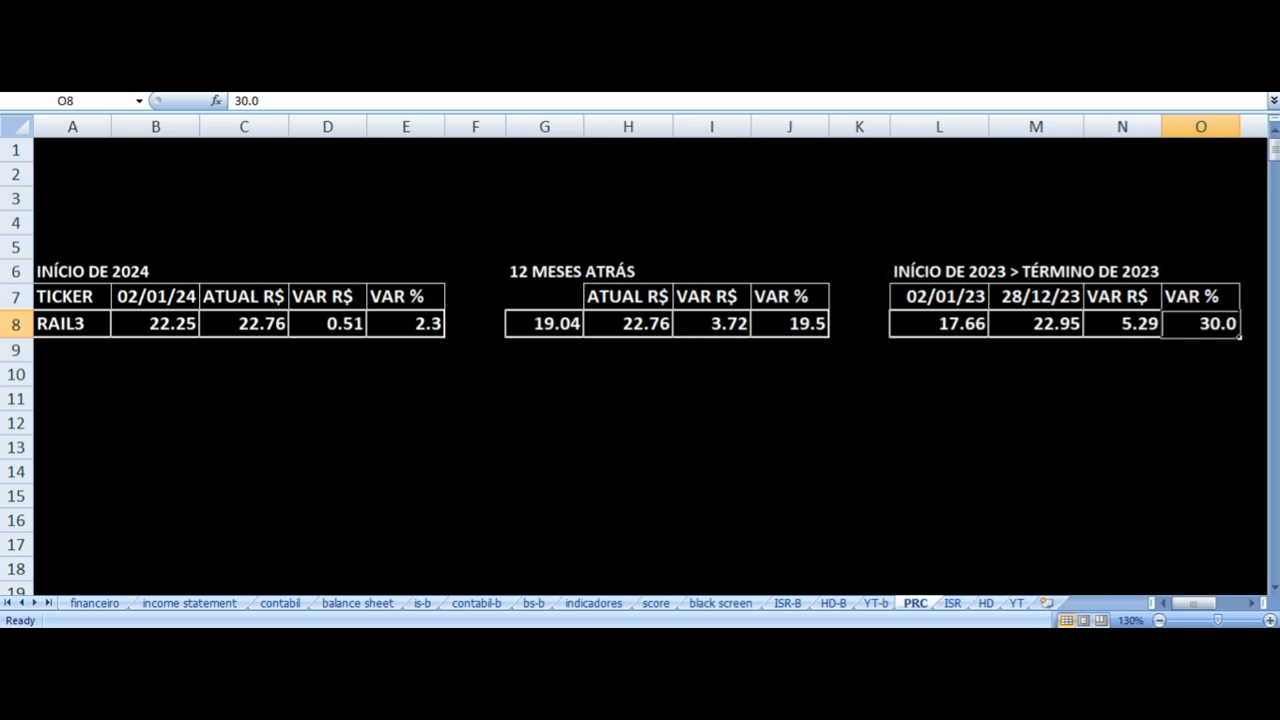 O8 fx 30.0
A B C D E F G H I J K L M N O
1
2
3
4
5
6 INÍCIO DE 2024 12 MESES ATRÁS INÍCIO DE 2023 > TÉRMINO DE 2023
7 TICKER 02/01/24 ATUAL R$ VAR R$ VAR % ATUAL R$ VAR R$ VAR % 02/01/23 28/12/23 VAR R$ VAR %
8 RAIL3 22.25 22.76 0.51 2.3 19.04 22.76 3.72 19.5 17.66 22.95 5.29 30.0
9
10
11
12
13
14
15
16
17
18
19
financeiro income statement contabil balance sheet is-b contabil-b bs-b indicadores score black screen ISR-B HD-B YT-b PRC ISR HD YT
Ready 130%